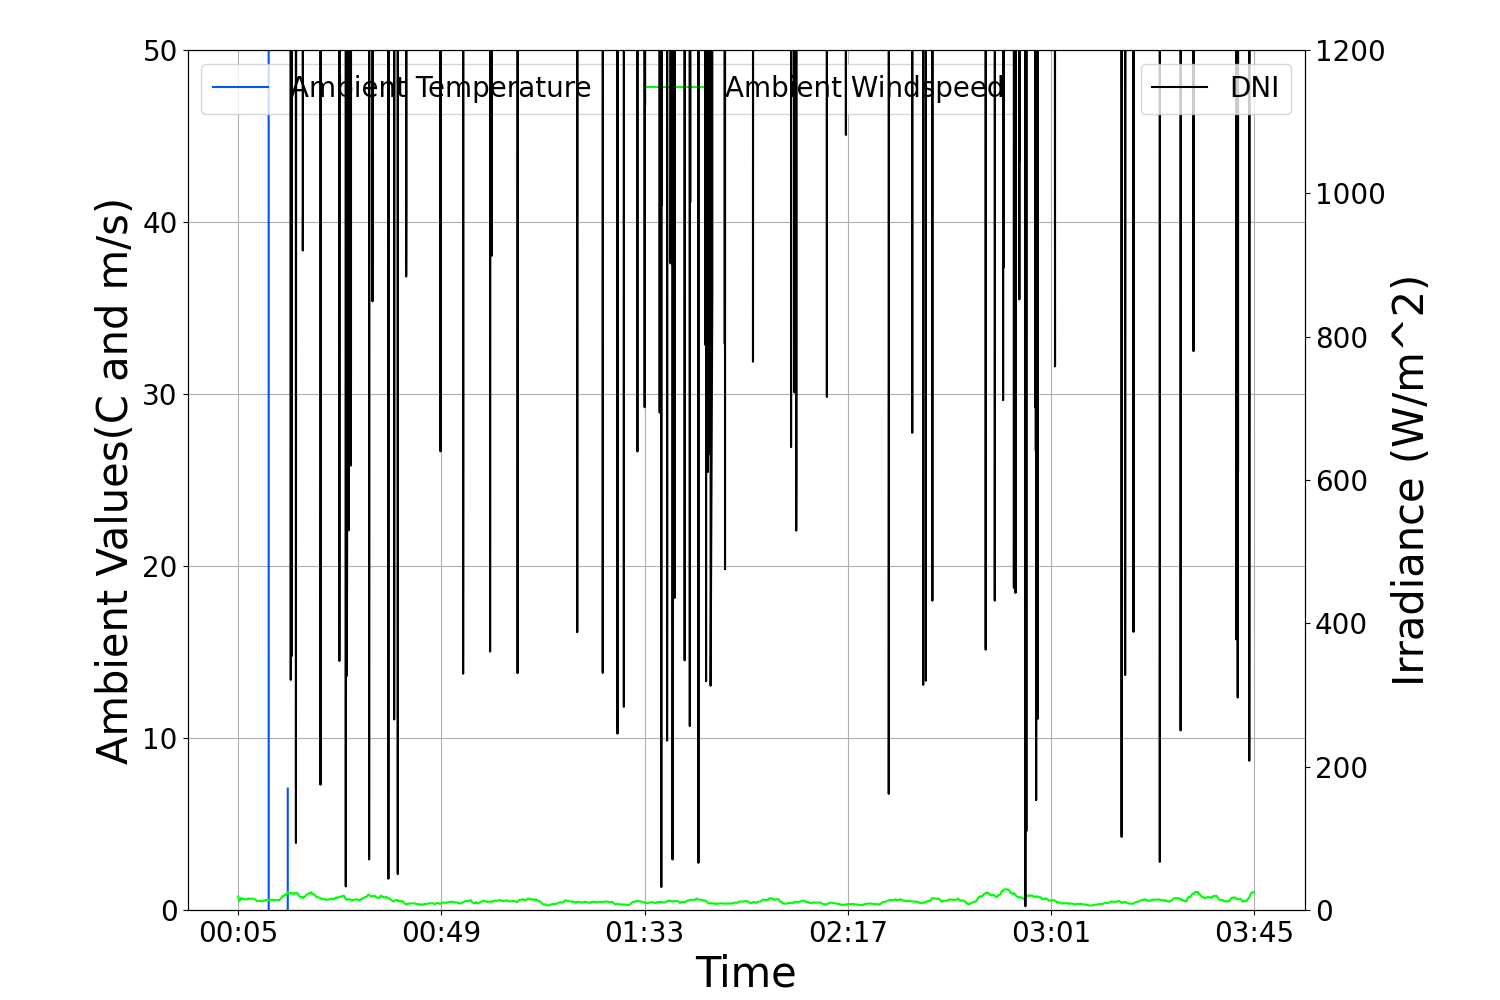 Ambient Temperature
Ambient Windspeed
DNI
Ambient Values(C and m/s)
50
40
30
20
10
0
1200
1000
800
600
400
200
0
Irradiance (W/m^2)
00:05 00:49 01:33 02:17 03:01 03:45
Time